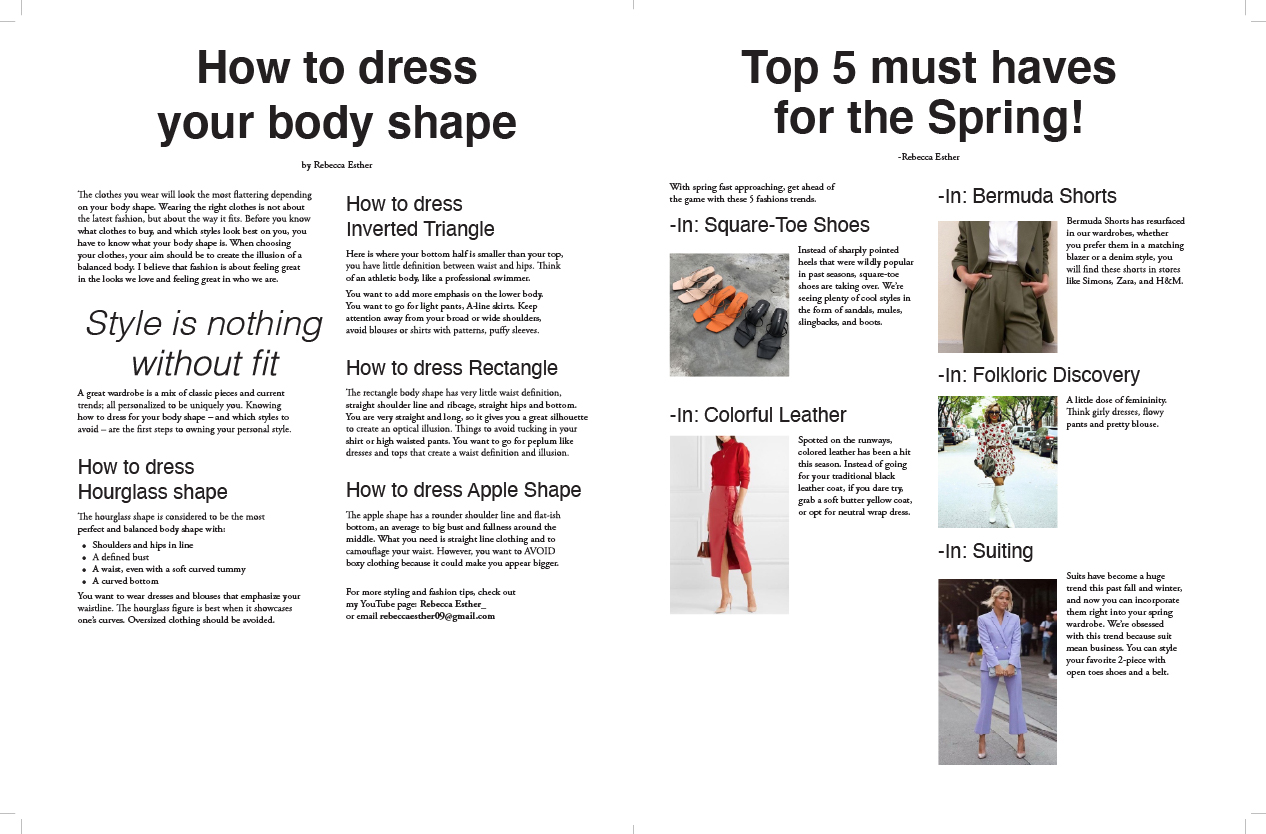 How to dress
your body shape
by Rebecca Esther
The clothes you wear will look the most flattering depending
on your body shape. Wearing the right clothes is not about
the latest fashion, but about the way it fits. Before you know
what clothes to buy, and which styles look best on you, you
have to know what your body shape is. When choosing
your clothes, your aim should be to create the illusion of a
balanced body. I believe that fashion is about feeling great
in the looks we love and feeling great in who we are.
Style is nothing
without fit
A great wardrobe is a mix of classic pieces and current
trends; all personalized to be uniquely you. Knowing
how to dress for your body shape – and which styles to
avoid – are the first steps to owning your personal style.
How to dress
Hourglass shape
The hourglass shape is considered to be the most
perfect and balanced body shape with:
• Shoulders and hips in line
• A defined bust
• A waist, even with a soft curved tummy
• A curved bottom
You want to wear dresses and blouses that emphasize your
waistline. The hourglass figure is best when it showcases
one's curves. Oversized clothing should be avoided.
How to dress
Inverted Triangle
Here is where your bottom half is smaller than your top,
you have little definition between waist and hips. Think
of an athletic body, like a professional swimmer.
You want to add more emphasis on the lower body.
You want to go for light pants, A-line skirts. Keep
attention away from your broad or wide shoulders,
avoid blouses or shirts with patterns, puffy sleeves.
How to dress Rectangle
The rectangle body shape has very little waist definition,
straight shoulder line and ribcage, straight hips and bottom.
You are very straight and long, so it gives you a great silhouette
to create an optical illusion. Things to avoid tucking in your
shirt or high waisted pants. You want to go for peplum like
dresses and tops that create a waist definition and illusion.
How to dress Apple Shape
The apple shape has a rounder shoulder line and flat-ish
bottom, an average to big bust and fullness around the
middle. What you need is straight line clothing and to
camouflage your waist. However, you want to AVOID
boxy clothing because it could make you appear bigger.
For more styling and fashion tips, check out
my YouTube page: Rebecca Esther_
or email rebeccaesther09@gmail.com
Top 5 must haves
for the Spring!
-Rebecca Esther
With spring fast approaching, get ahead of
the game with these 5 fashions trends.
-In: Square-Toe Shoes
Instead of sharply pointed
heels that were wildly popular
in past seasons, square-toe
shoes are taking over. We're
seeing plenty of cool styles in
the form of sandals, mules,
slingbacks, and boots.
-In: Colorful Leather
Spotted on the runways,
colored leather has been a hit
this season. Instead of going
for your traditional black
leather coat, if you dare try,
grab a soft butter yellow coat,
or opt for neutral wrap dress.
-In: Bermuda Shorts
Bermuda Shorts has resurfaced
in our wardrobes, whether
you prefer them in a matching
blazer or a denim style, you
will find these shorts in stores
like Simons, Zara, and H&M.
-In: Folkloric Discovery
A little dose of femininity.
Think girly dresses, flowy
pants and pretty blouse.
-In: Suiting
Suits have become a huge
trend this past fall and winter,
and now you can incorporate
them right into your spring
wardrobe. We're obsessed
with this trend because suit
mean business. You can style
your favorite 2-piece with
open toes shoes and a belt.